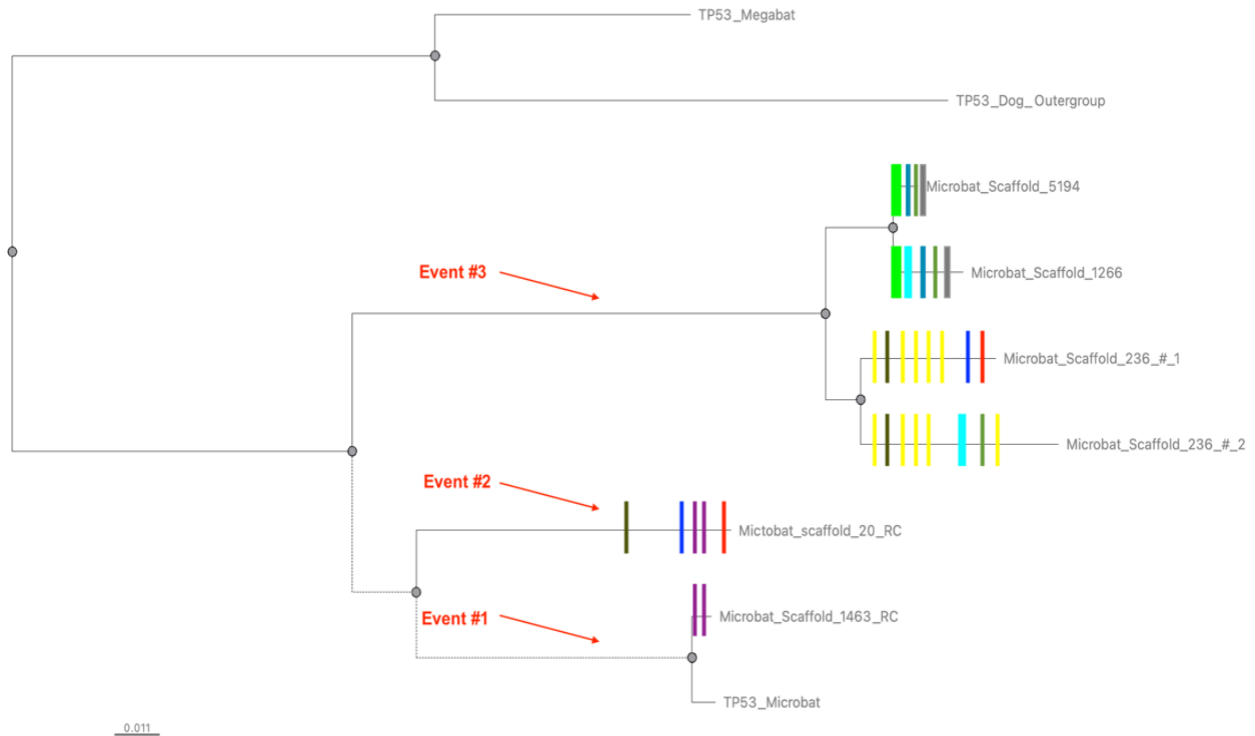 TP53_Megabat
TP53_Dog_Outergroup
Microbat_Scaffold_5194
Event #3
Microbat_Scaffold_1266
Microbat_Scaffold_236_#_1
Microbat_Scaffold_236_#_2
Event #2
Mictobat_scaffold_20_RC
Event #1
Microbat_Scaffold_1463_RC
TP53_Microbat
0.011